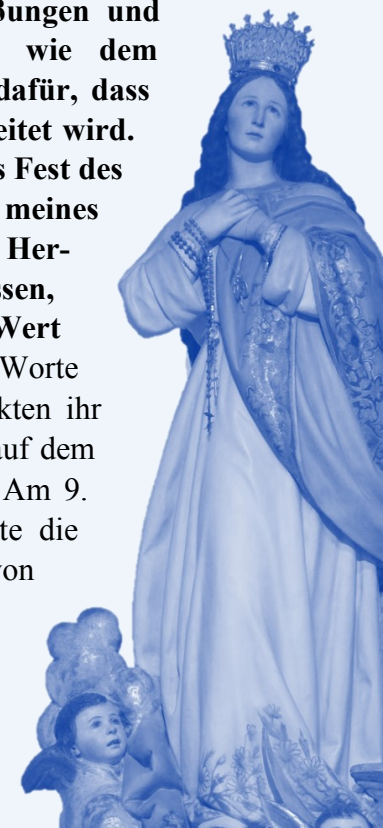 ßungen und
wie dem
dafür, dass
eitet wird.
s Fest des
meines
Her-
ssen,
Wert
Worte
kten ihr
auf dem
Am 9.
te die
von